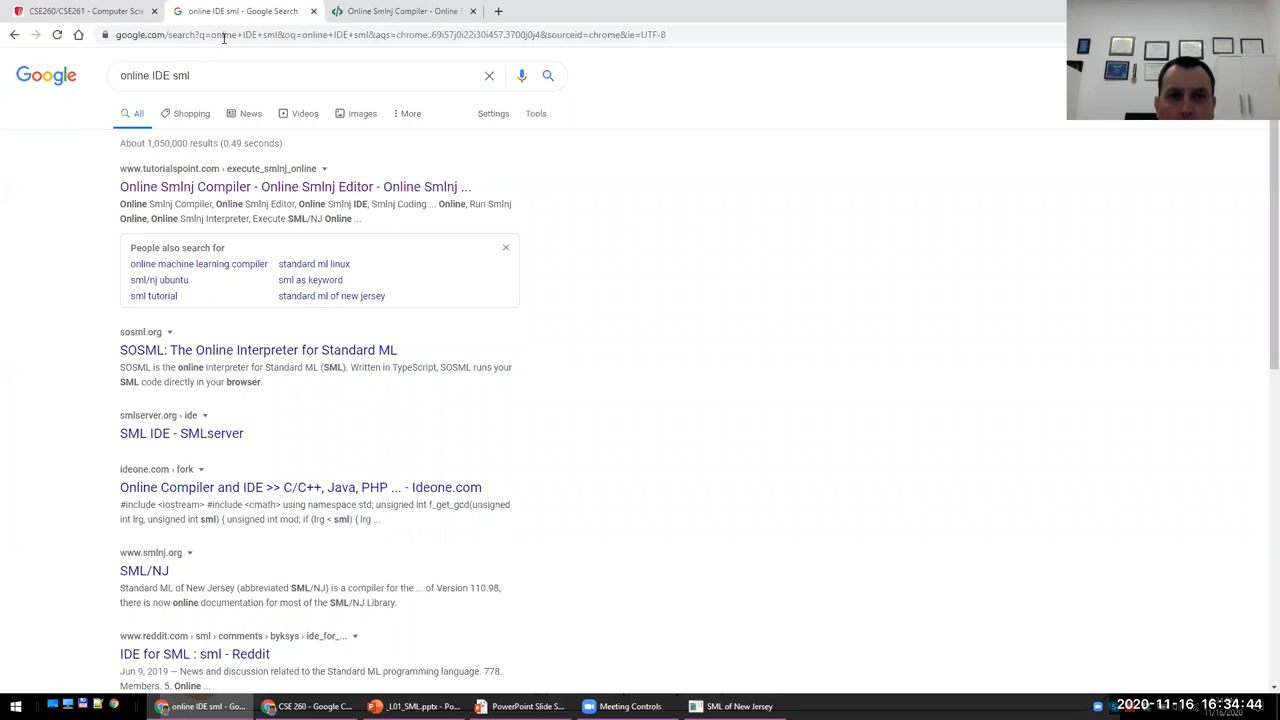 CSE260/CSE261 - Computer Scie
online IDE sml - Google Search
Online Smlnj Compiler - Online S
google.com/search?q=online+IDE+sml&oq=online+IDE+sml&aqs=chrome..69i57j0i22i30i457.3700j0j4&sourceid=chrome&ie=UTF-8
Google
online IDE sml
All
Shopping
News
Videos
Images
More
Settings
Tools
About 1,050,000 results (0.49 seconds)
www.tutorialspoint.com › execute_smlnj_online
Online Smlnj Compiler - Online Smlnj Editor - Online Smlnj ...
Online Smlnj Compiler, Online Smlnj Editor, Online Smlnj IDE, Smlnj Coding ... Online, Run Smlnj
Online, Online Smlnj Interpreter, Execute SML/NJ Online ...
People also search for
online machine learning compiler
standard ml linux
sml/nj ubuntu
sml as keyword
sml tutorial
standard ml of new jersey
sosml.org
SOSML: The Online Interpreter for Standard ML
SOSML is the online interpreter for Standard ML (SML). Written in TypeScript, SOSML runs your
SML code directly in your browser.
smlserver.org › ide
SML IDE - SMLserver
ideone.com › fork
Online Compiler and IDE >> C/C++, Java, PHP ... - Ideone.com
#include <iostream> #include <cmath> using namespace std; unsigned int f_get_gcd(unsigned
int lrg, unsigned int sml) { unsigned int mod; if (lrg < sml) { lrg ...
www.smlnj.org
SML/NJ
Standard ML of New Jersey (abbreviated SML/NJ) is a compiler for the ... of Version 110.98,
there is now online documentation for most of the SML/NJ Library.
www.reddit.com › sml › comments › byksys › ide_for_...
IDE for SML : sml - Reddit
Jun 9, 2019 — News and discussion related to the Standard ML programming language. 778.
Members. 5. Online ...
online IDE sml - Go...
CSE 260 - Google C...
_L01_SML.pptx - Po...
PowerPoint Slide S...
Meeting Controls
SML of New Jersey
2020-11-16 16:34:44
11/16/2020